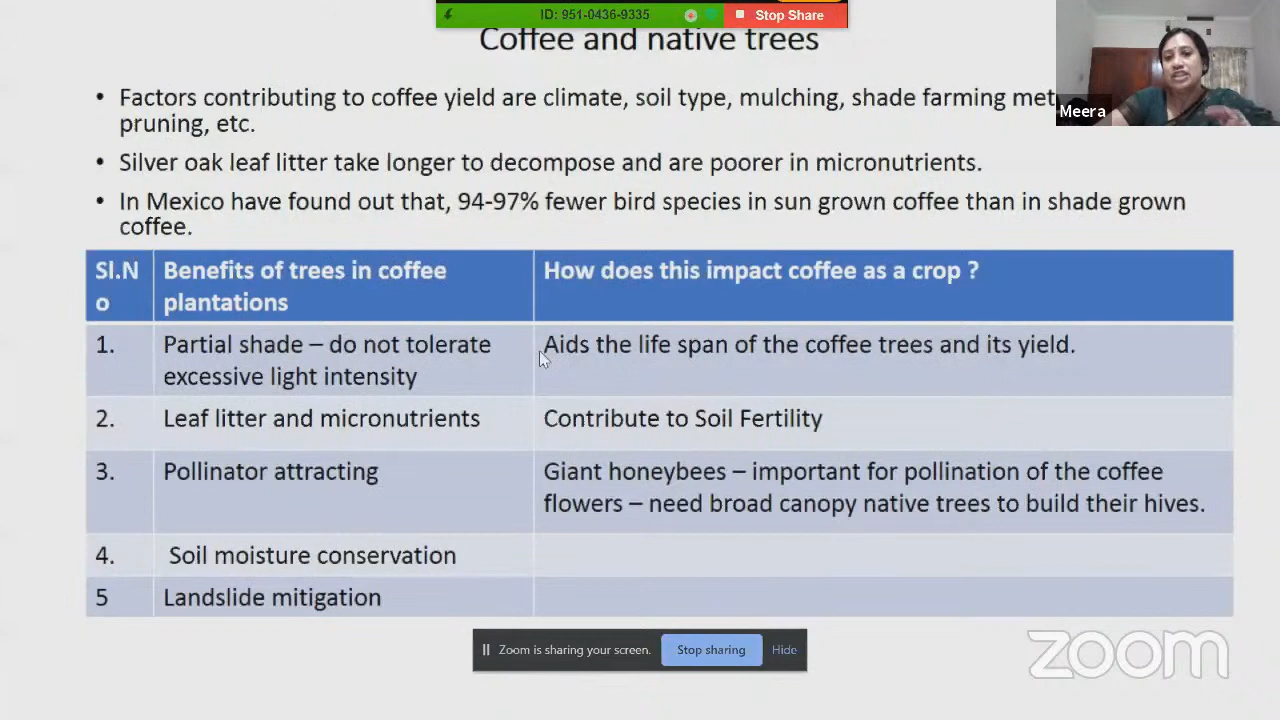 ID: 951-0436-9335
Stop Share
Coffee and native trees
Meera
• Factors contributing to coffee yield are climate, soil type, mulching, shade farming met
pruning, etc.
• Silver oak leaf litter take longer to decompose and are poorer in micronutrients.
• In Mexico have found out that, 94-97% fewer bird species in sun grown coffee than in shade grown
coffee.
Sl.N
o
Benefits of trees in coffee
plantations
How does this impact coffee as a crop ?
1.
Partial shade – do not tolerate
excessive light intensity
Aids the life span of the coffee trees and its yield.
2.
Leaf litter and micronutrients
Contribute to Soil Fertility
3.
Pollinator attracting
Giant honeybees – important for pollination of the coffee
flowers – need broad canopy native trees to build their hives.
4.
Soil moisture conservation
5
Landslide mitigation
Zoom is sharing your screen.
Stop sharing
Hide
zoom